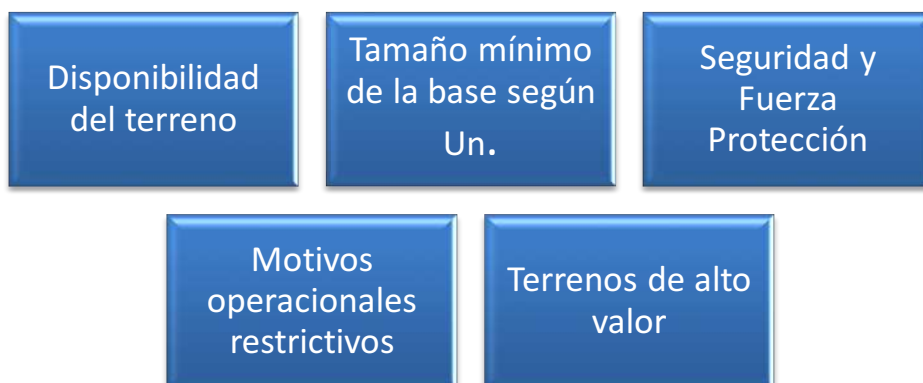 Disponibilidad
del terreno
Tamaño mínimo
de la base según
Un.
Seguridad y
Fuerza
Protección
Motivos
operacionales
restrictivos
Terrenos de alto
valor